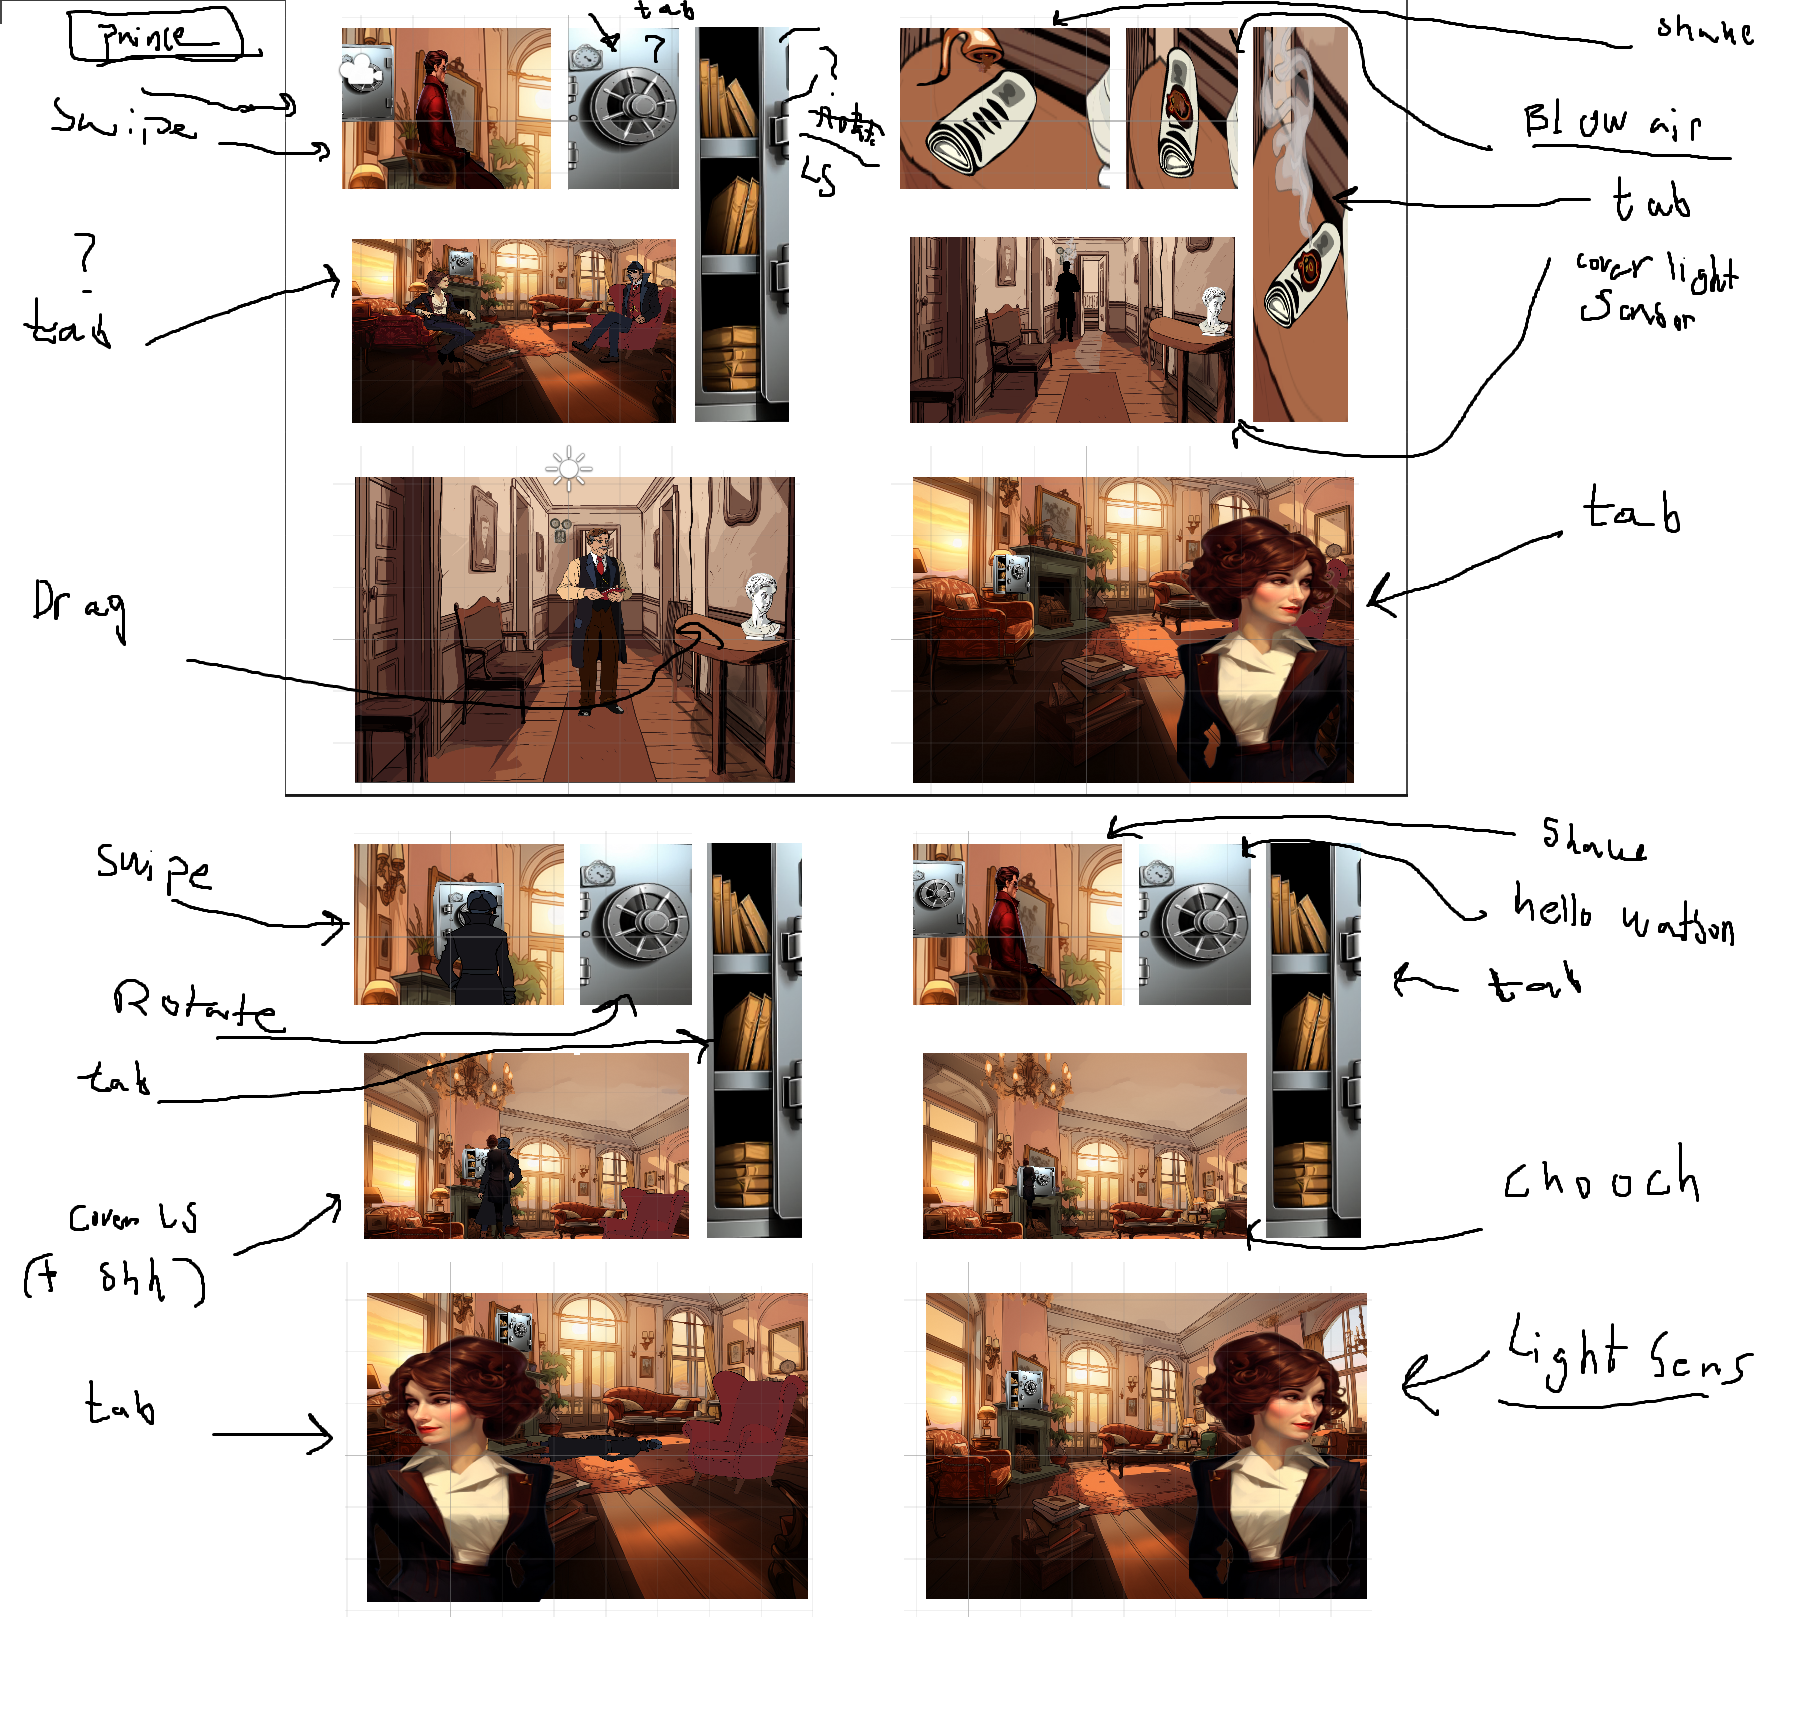 prince
tab
?
?
LS
Swipe
?
tab
Drag
shake
Blow air
tab
cover light
Sensor
tab
Swipe
Rotate
tab
Cover LS
(+ shh)
tab
Shake
hello watson
tab
chooch
Light Sens